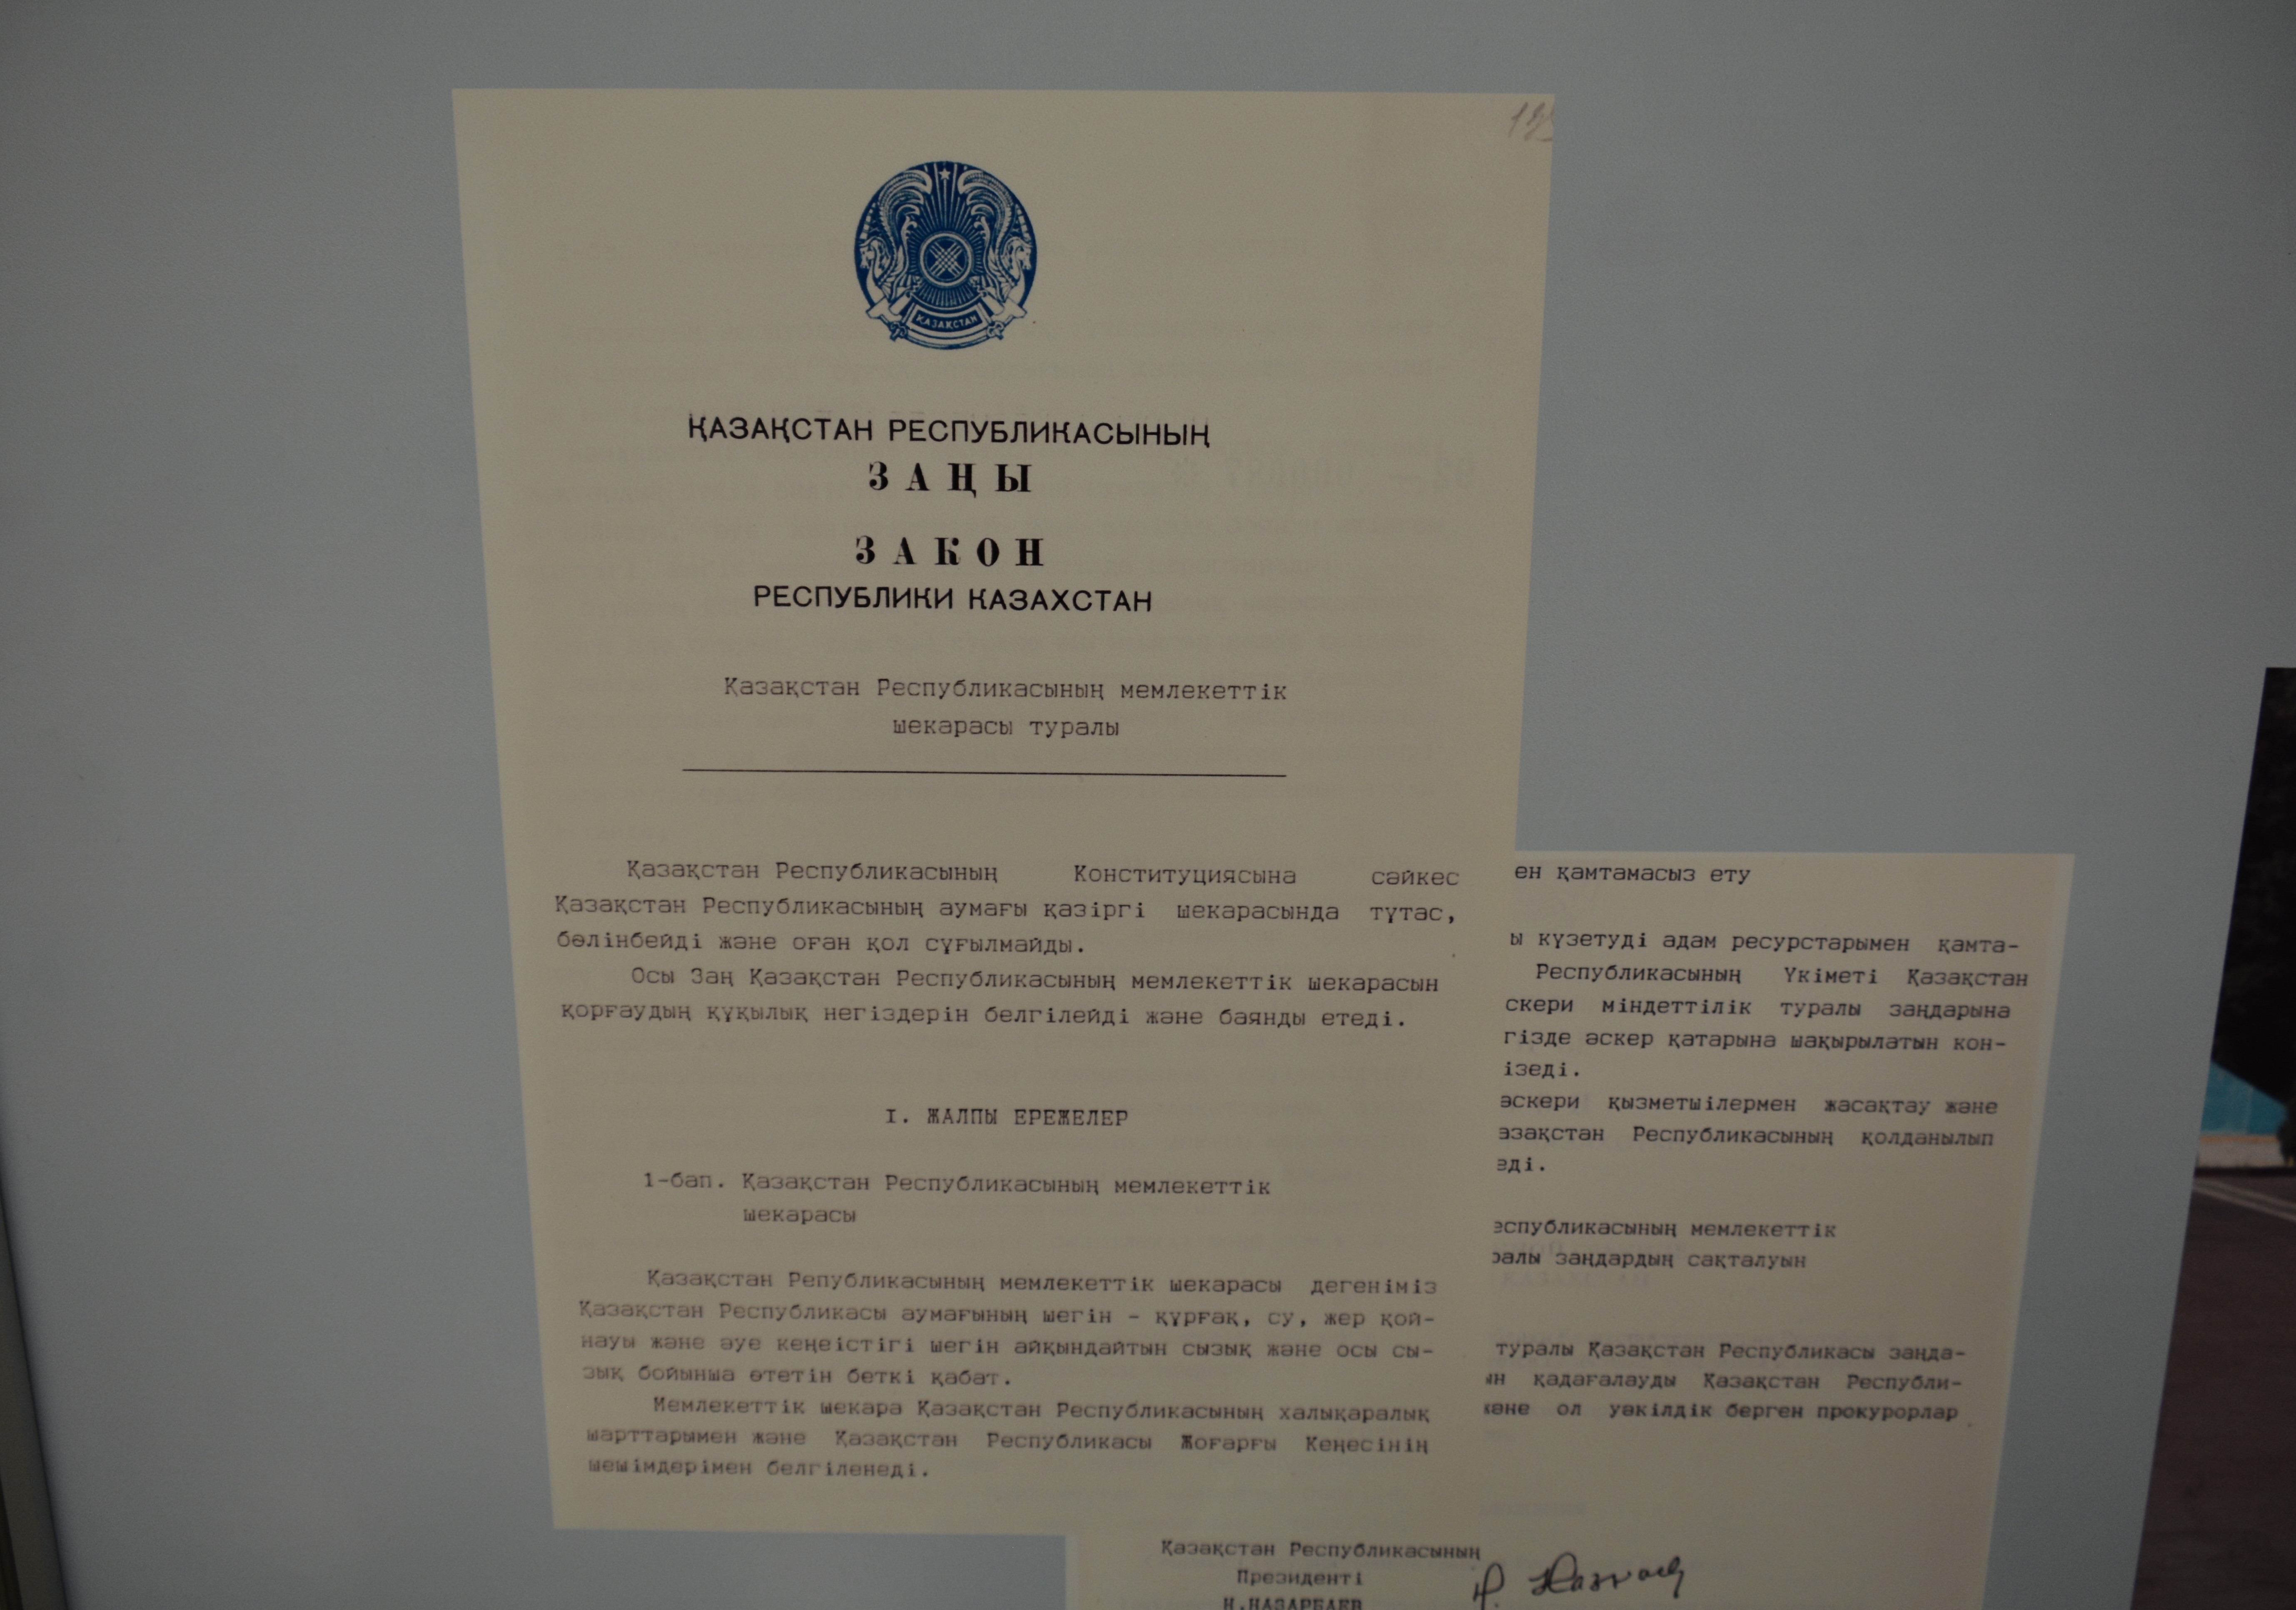 ҚАЗАҚСТАН
ҚАЗАҚСТАН РЕСПУБЛИКАСЫНЫҢ
ЗАҢЫ
ЗАКОН
РЕСПУБЛИКИ КАЗАХСТАН
Қазақстан Республикасының мемлекеттік
шекарасы туралы
Қазақстан Республикасының Конституциясына сәйкес
Қазақстан Республикасының аумағы қазіргі шекарасында тұтас,
бөлінбейді және оған қол сұғылмайды.
Осы Заң Қазақстан Республикасының мемлекеттік шекарасын
қорғаудың құқылық негіздерін белгілейді және баянды етеді.
I. ЖАЛПЫ ЕРЕЖЕЛЕР
1-бап. Қазақстан Республикасының мемлекеттік
шекарасы
Қазақстан Републикасының мемлекеттік шекарасы дегеніміз
Қазақстан Республикасы аумағының шегін - құрғақ, су, жер қой-
науы және әуе кеңеістігі шегін айқындайтын сызық және осы сы-
зық бойынша өтетін беткі қабат.
Мемлекеттік шекара Қазақстан Республикасының халықаралық
шарттарымен және Қазақстан Республикасы Жоғарғы Кеңесінің
шешімдерімен белгіленеді.
ен қамтамасыз ету
ы күзетуді адам ресурстарымен қамта-
Республикасының Үкіметі Қазақстан
скери міндеттілік туралы заңдарына
гізде әскер қатарына шақырылатын кон-
ізеді.
әскери қызметшілермен жасақтау және
азақстан Республикасының қолданылып
еді.
еспубликасының мемлекеттік
ралы заңдардың сақталуын
туралы Қазақстан Республикасы заңда-
ын қадағалауды Қазақстан Республи-
және ол уәкілдік берген прокурорлар
Қазақстан Республикасының
Президенті
Н.НАЗАРБАЕВ